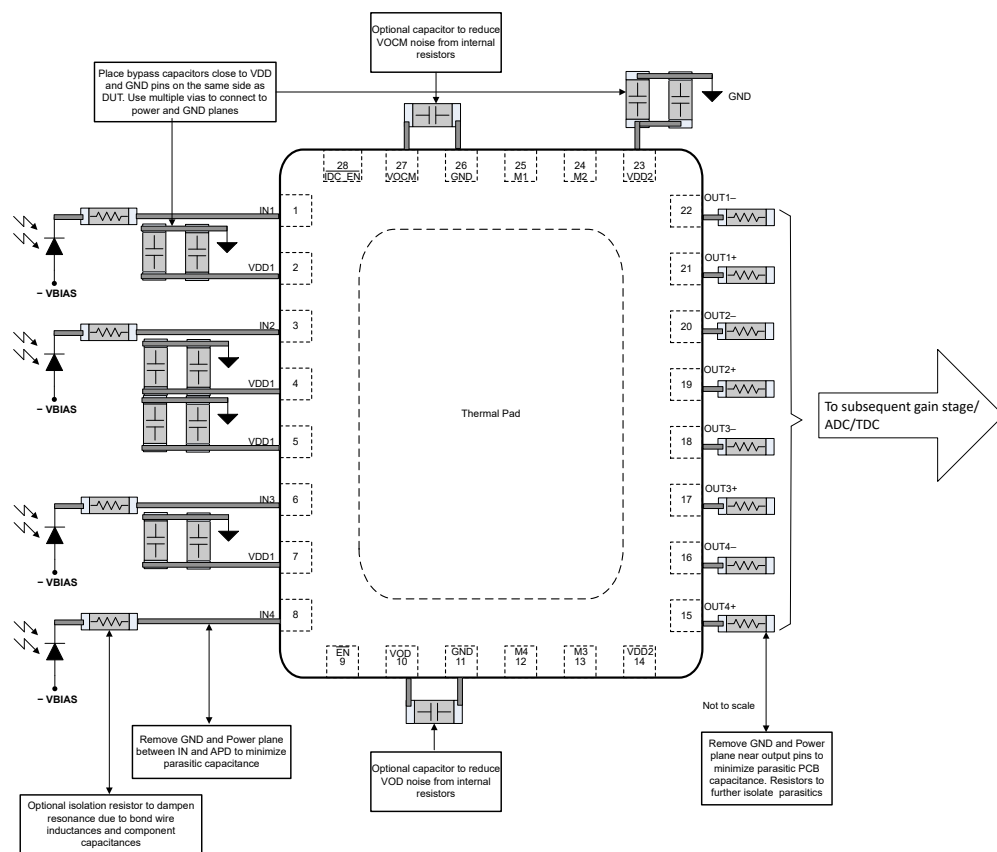 Optional capacitor to reduce
VOCM noise from internal
resistors
Place bypass capacitors close to VDD
and GND pins on the same side as
DUT. Use multiple vias to connect to
power and GND planes
GND
28
IDC_EN
27
VOCM
26
GND
25
M1
24
M2
23
VDD2
IN1
1
VDD1
2
– VBIAS
IN2
3
VDD1
4
– VBIAS
VDD1
5
IN3
6
VDD1
7
– VBIAS
IN4
8
– VBIAS
Thermal Pad
22
OUT1–
21
OUT1+
20
OUT2–
19
OUT2+
18
OUT3–
17
OUT3+
16
OUT4–
15
OUT4+
To subsequent gain stage/
ADC/TDC
EN
9
VOD
10
GND
11
M4
12
M3
13
VDD2
14
Not to scale
Remove GND and Power plane
between IN and APD to minimize
parasitic capacitance
Optional capacitor to reduce
VOD noise from internal
resistors
Remove GND and Power
plane near output pins to
minimize parasitic PCB
capacitance. Resistors to
further isolate parasitics
Optional isolation resistor to dampen
resonance due to bond wire
inductances and component
capacitances